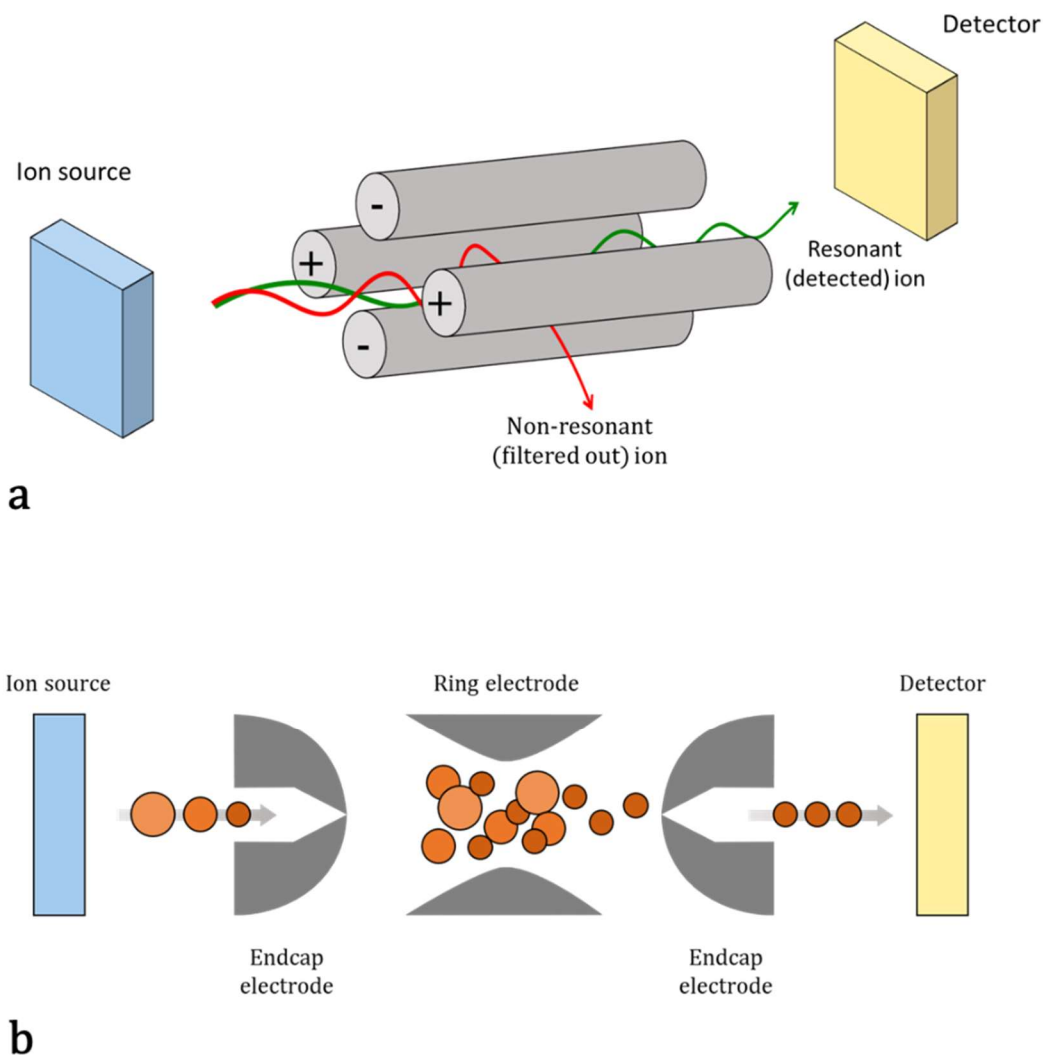 Detector
Ion source
-
+
+
-
Resonant
(detected) ion
Non-resonant
(filtered out) ion
a
Ion source
Ring electrode
Detector
Endcap
electrode
Endcap
electrode
b